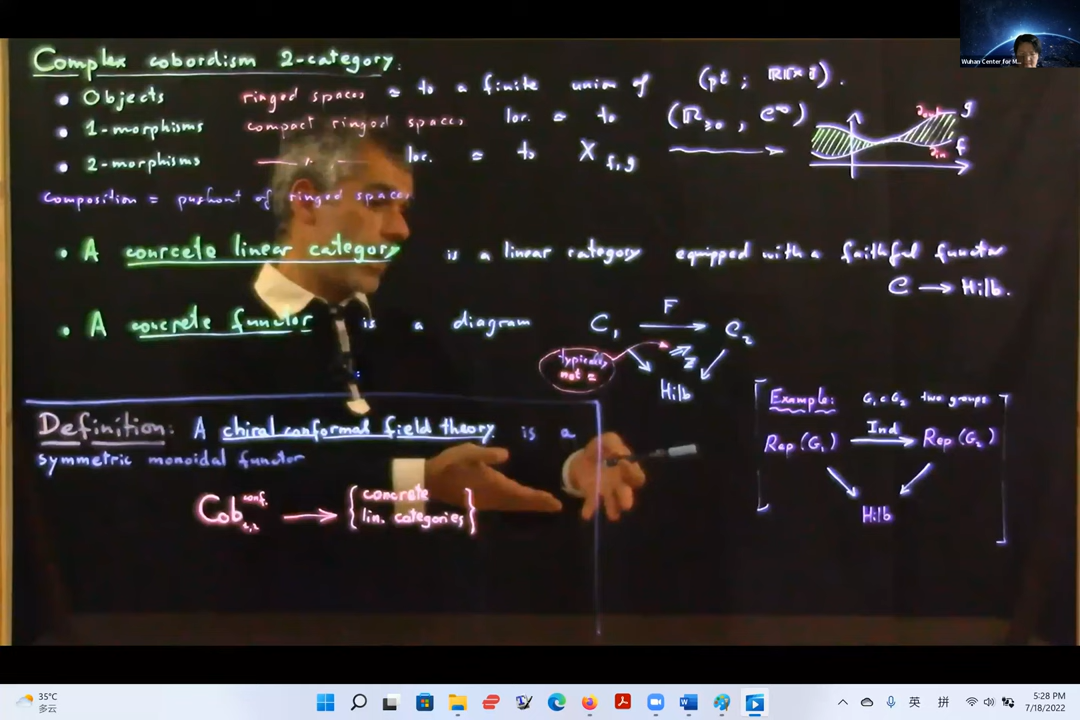 Complex cobordism 2-category:
• Objects ringed spaces ≃ to a finite union of (pt ; ℝ[[x]]).
• 1-morphisms compact ringed spaces loc. ≃ to (ℝ≥0, C^∞)
• 2-morphisms — " — loc. ≃ to X f,g
∂out g
∂in f
composition = pushout of ringed spaces
• A conrcete linear category is a linear category equipped with a faithful functor
C → Hilb.
• A concrete functor is a diagram C₁ F → C₂
typically not ≃
Hilb
Definition: A chiral conformal field theory is a
symmetric monoidal functor
Cob conf. 1,2 → { concrete
lin. categories }
Example: G₁ ⊂ G₂ two groups
Rep(G₁) Ind → Rep(G₂)
Hilb
Wuhan Center for M...
35°C
多云
英
拼
5:28 PM
7/18/2022